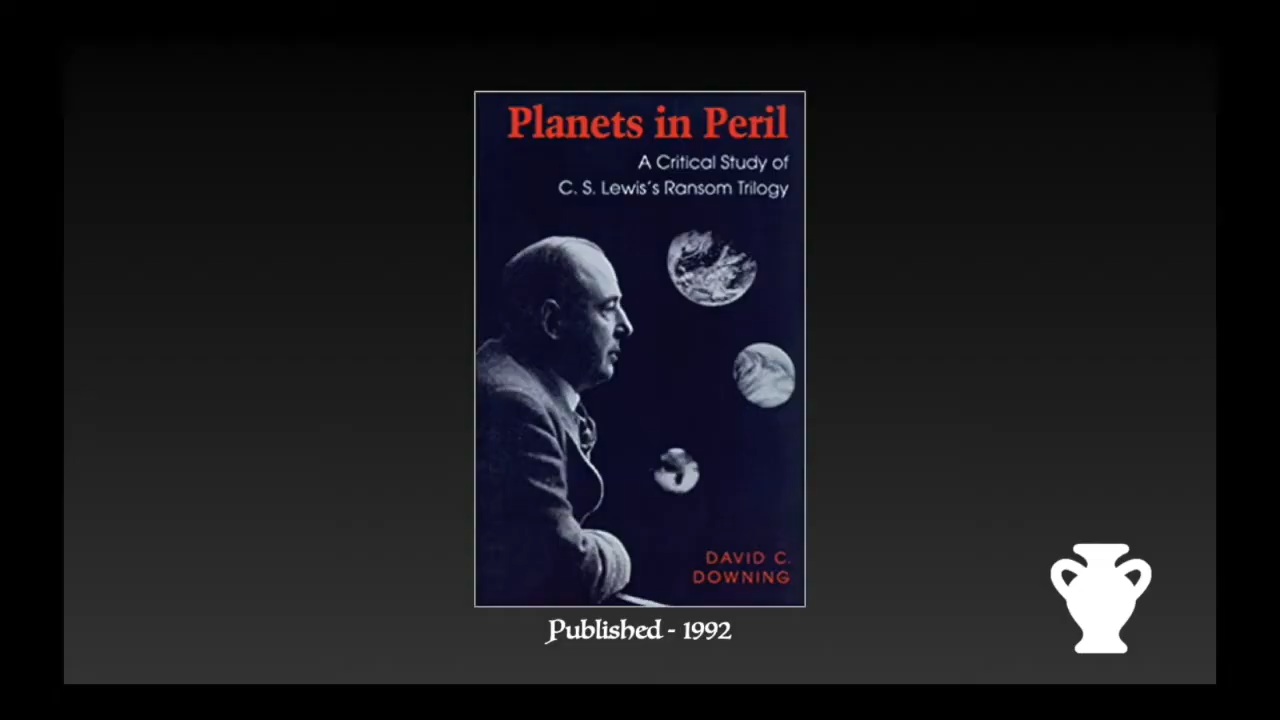 Planets in Peril
A Critical Study of
C. S. Lewis's Ransom Trilogy
DAVID C.
DOWNING
Published - 1992